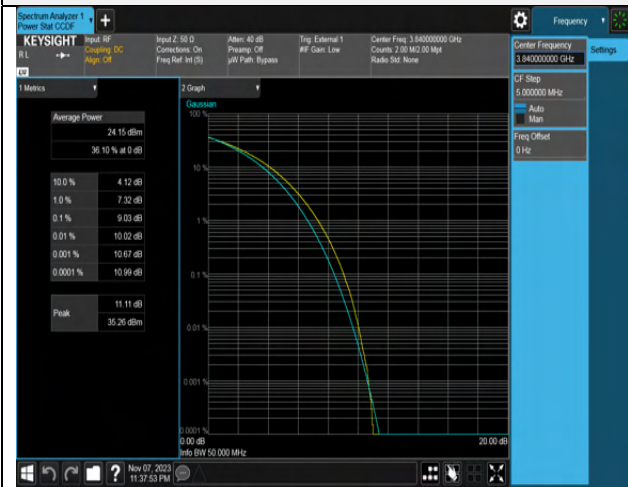 Spectrum Analyzer 1
Power Stat CCDF
Frequency
KEYSIGHT
R L
LW
Input: RF
Coupling: DC
Align: Off
Input Z: 50 Ω
Corrections: On
Freq Ref: Int (S)
Atten: 40 dB
Preamp: Off
µW Path: Bypass
Trig: External 1
#IF Gain: Low
Center Freq: 3.840000000 GHz
Counts: 2.00 M/2.00 Mpt
Radio Std: None
Center Frequency
3.840000000 GHz
Settings
CF Step
5.000000 MHz
Auto
Man
Freq Offset
0 Hz
1 Metrics
Average Power
24.15 dBm
36.10 % at 0 dB
10.0 % 4.12 dB
1.0 % 7.32 dB
0.1 % 9.03 dB
0.01 % 10.02 dB
0.001 % 10.67 dB
0.0001 % 10.99 dB
Peak
11.11 dB
35.26 dBm
2 Graph
Gaussian
100 %
10 %
1 %
0.1 %
0.01 %
0.001 %
0.0001 %
0.00 dB
20.00 dB
Info BW 50.000 MHz
Nov 07, 2023
11:37:53 PM